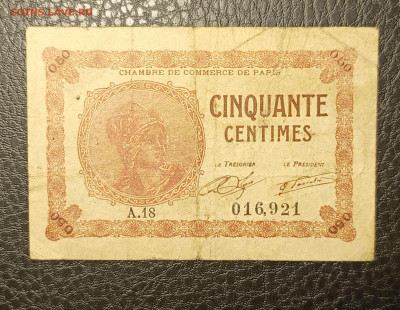 COINS.SU.RU
0,50 0,50
CHAMBRE DE COMMERCE DE PARIS
CINQUANTE
CENTIMES
LE TRÉSORIER LE PRÉSIDENT
A.18 016,921
0,50 0,50